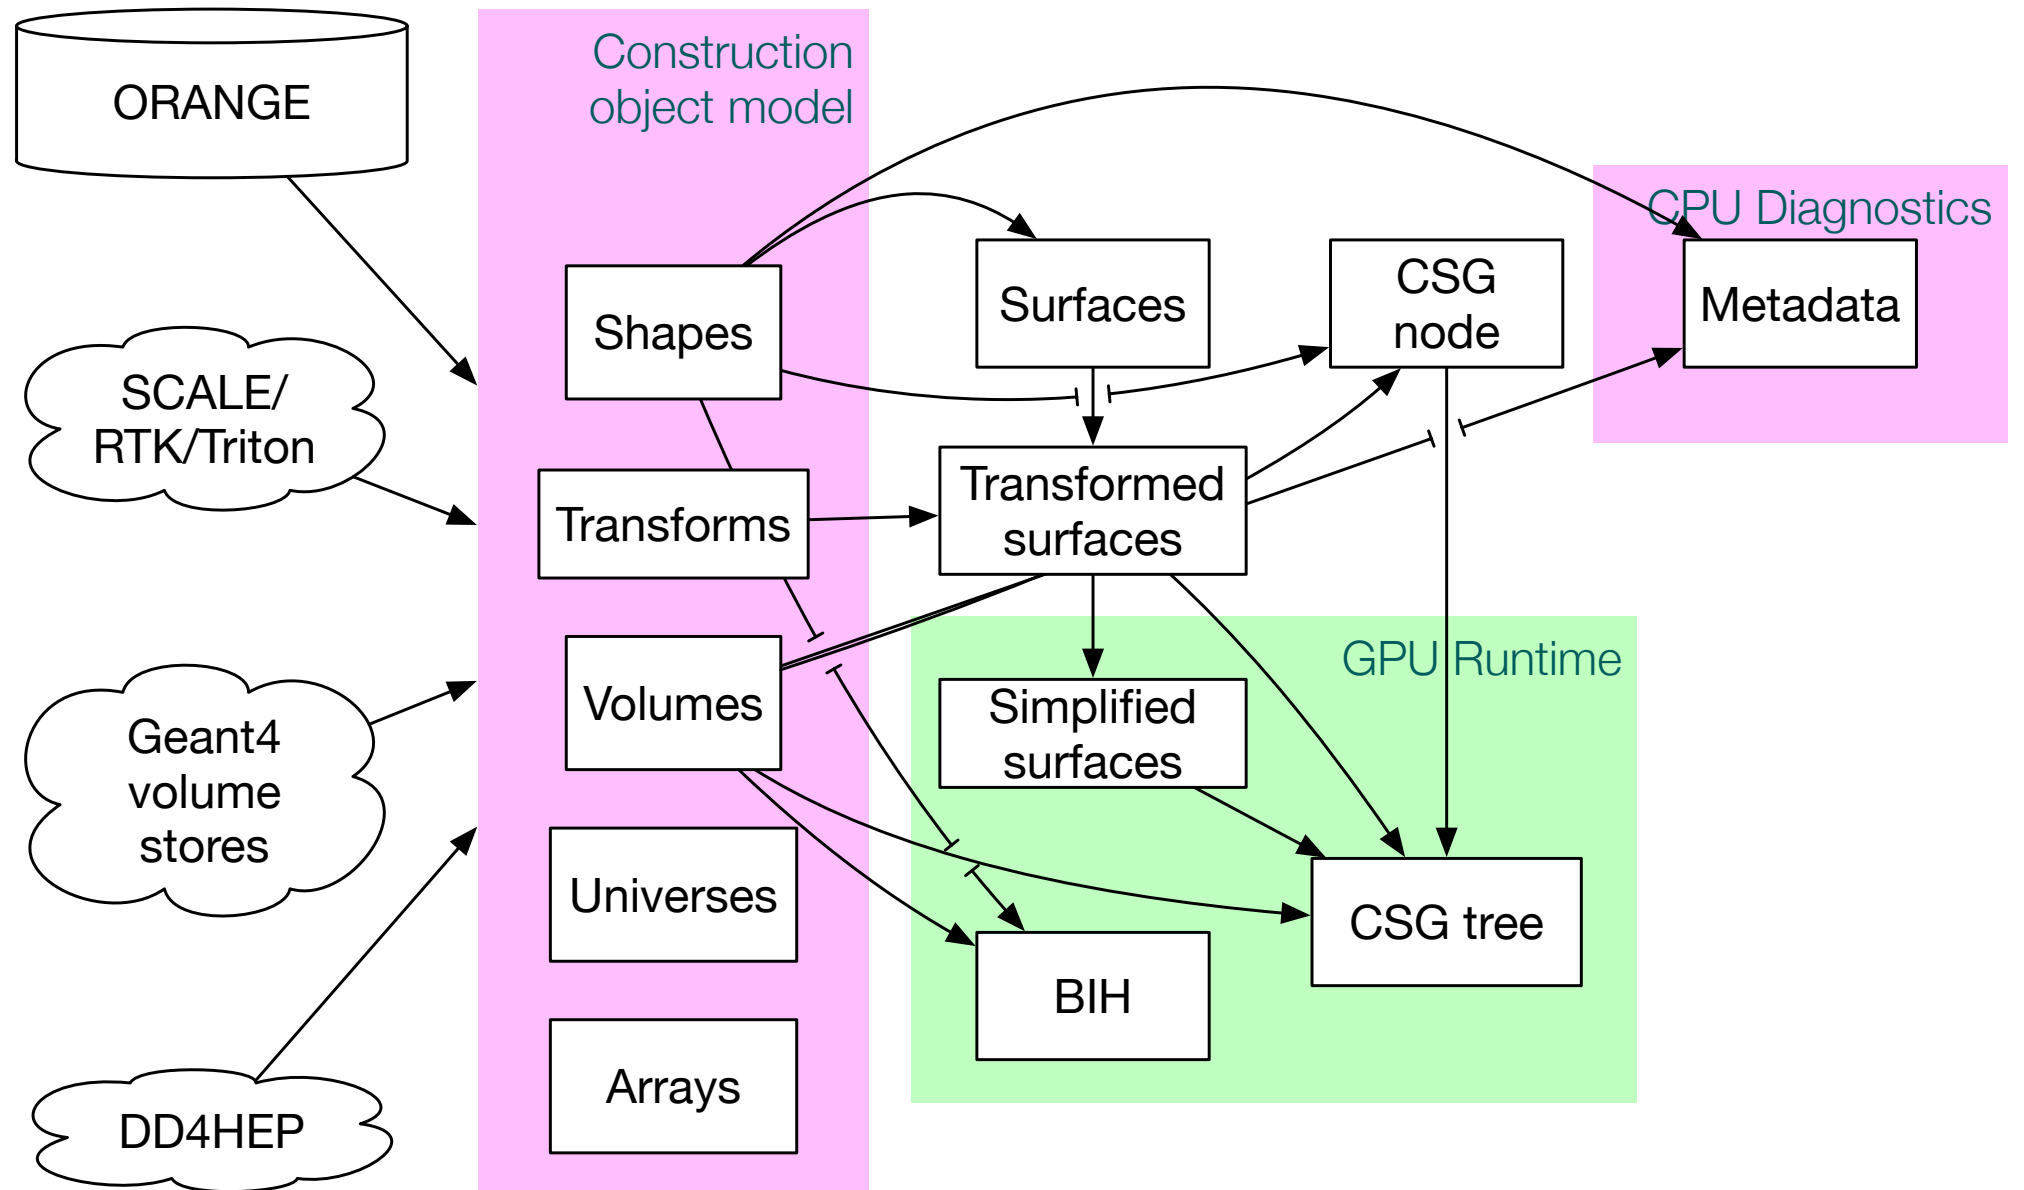 ORANGE
SCALE/
RTK/Triton
Geant4
volume
stores
DD4HEP
Construction
object model
Shapes
Transforms
Volumes
Universes
Arrays
Surfaces
Transformed
surfaces
CSG
node
CPU Diagnostics
Metadata
GPU Runtime
Simplified
surfaces
BIH
CSG tree